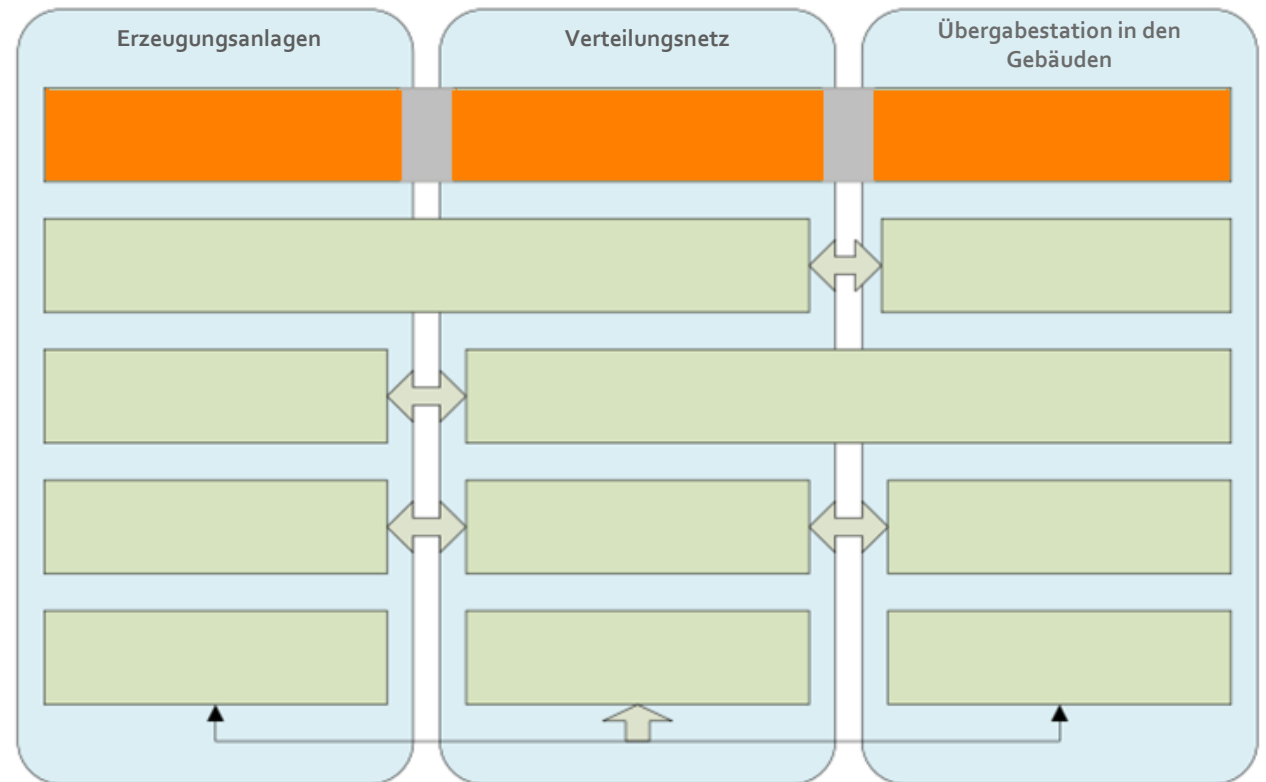 Erzeugungsanlagen
Verteilungsnetz
Übergabestation in den
Gebäuden